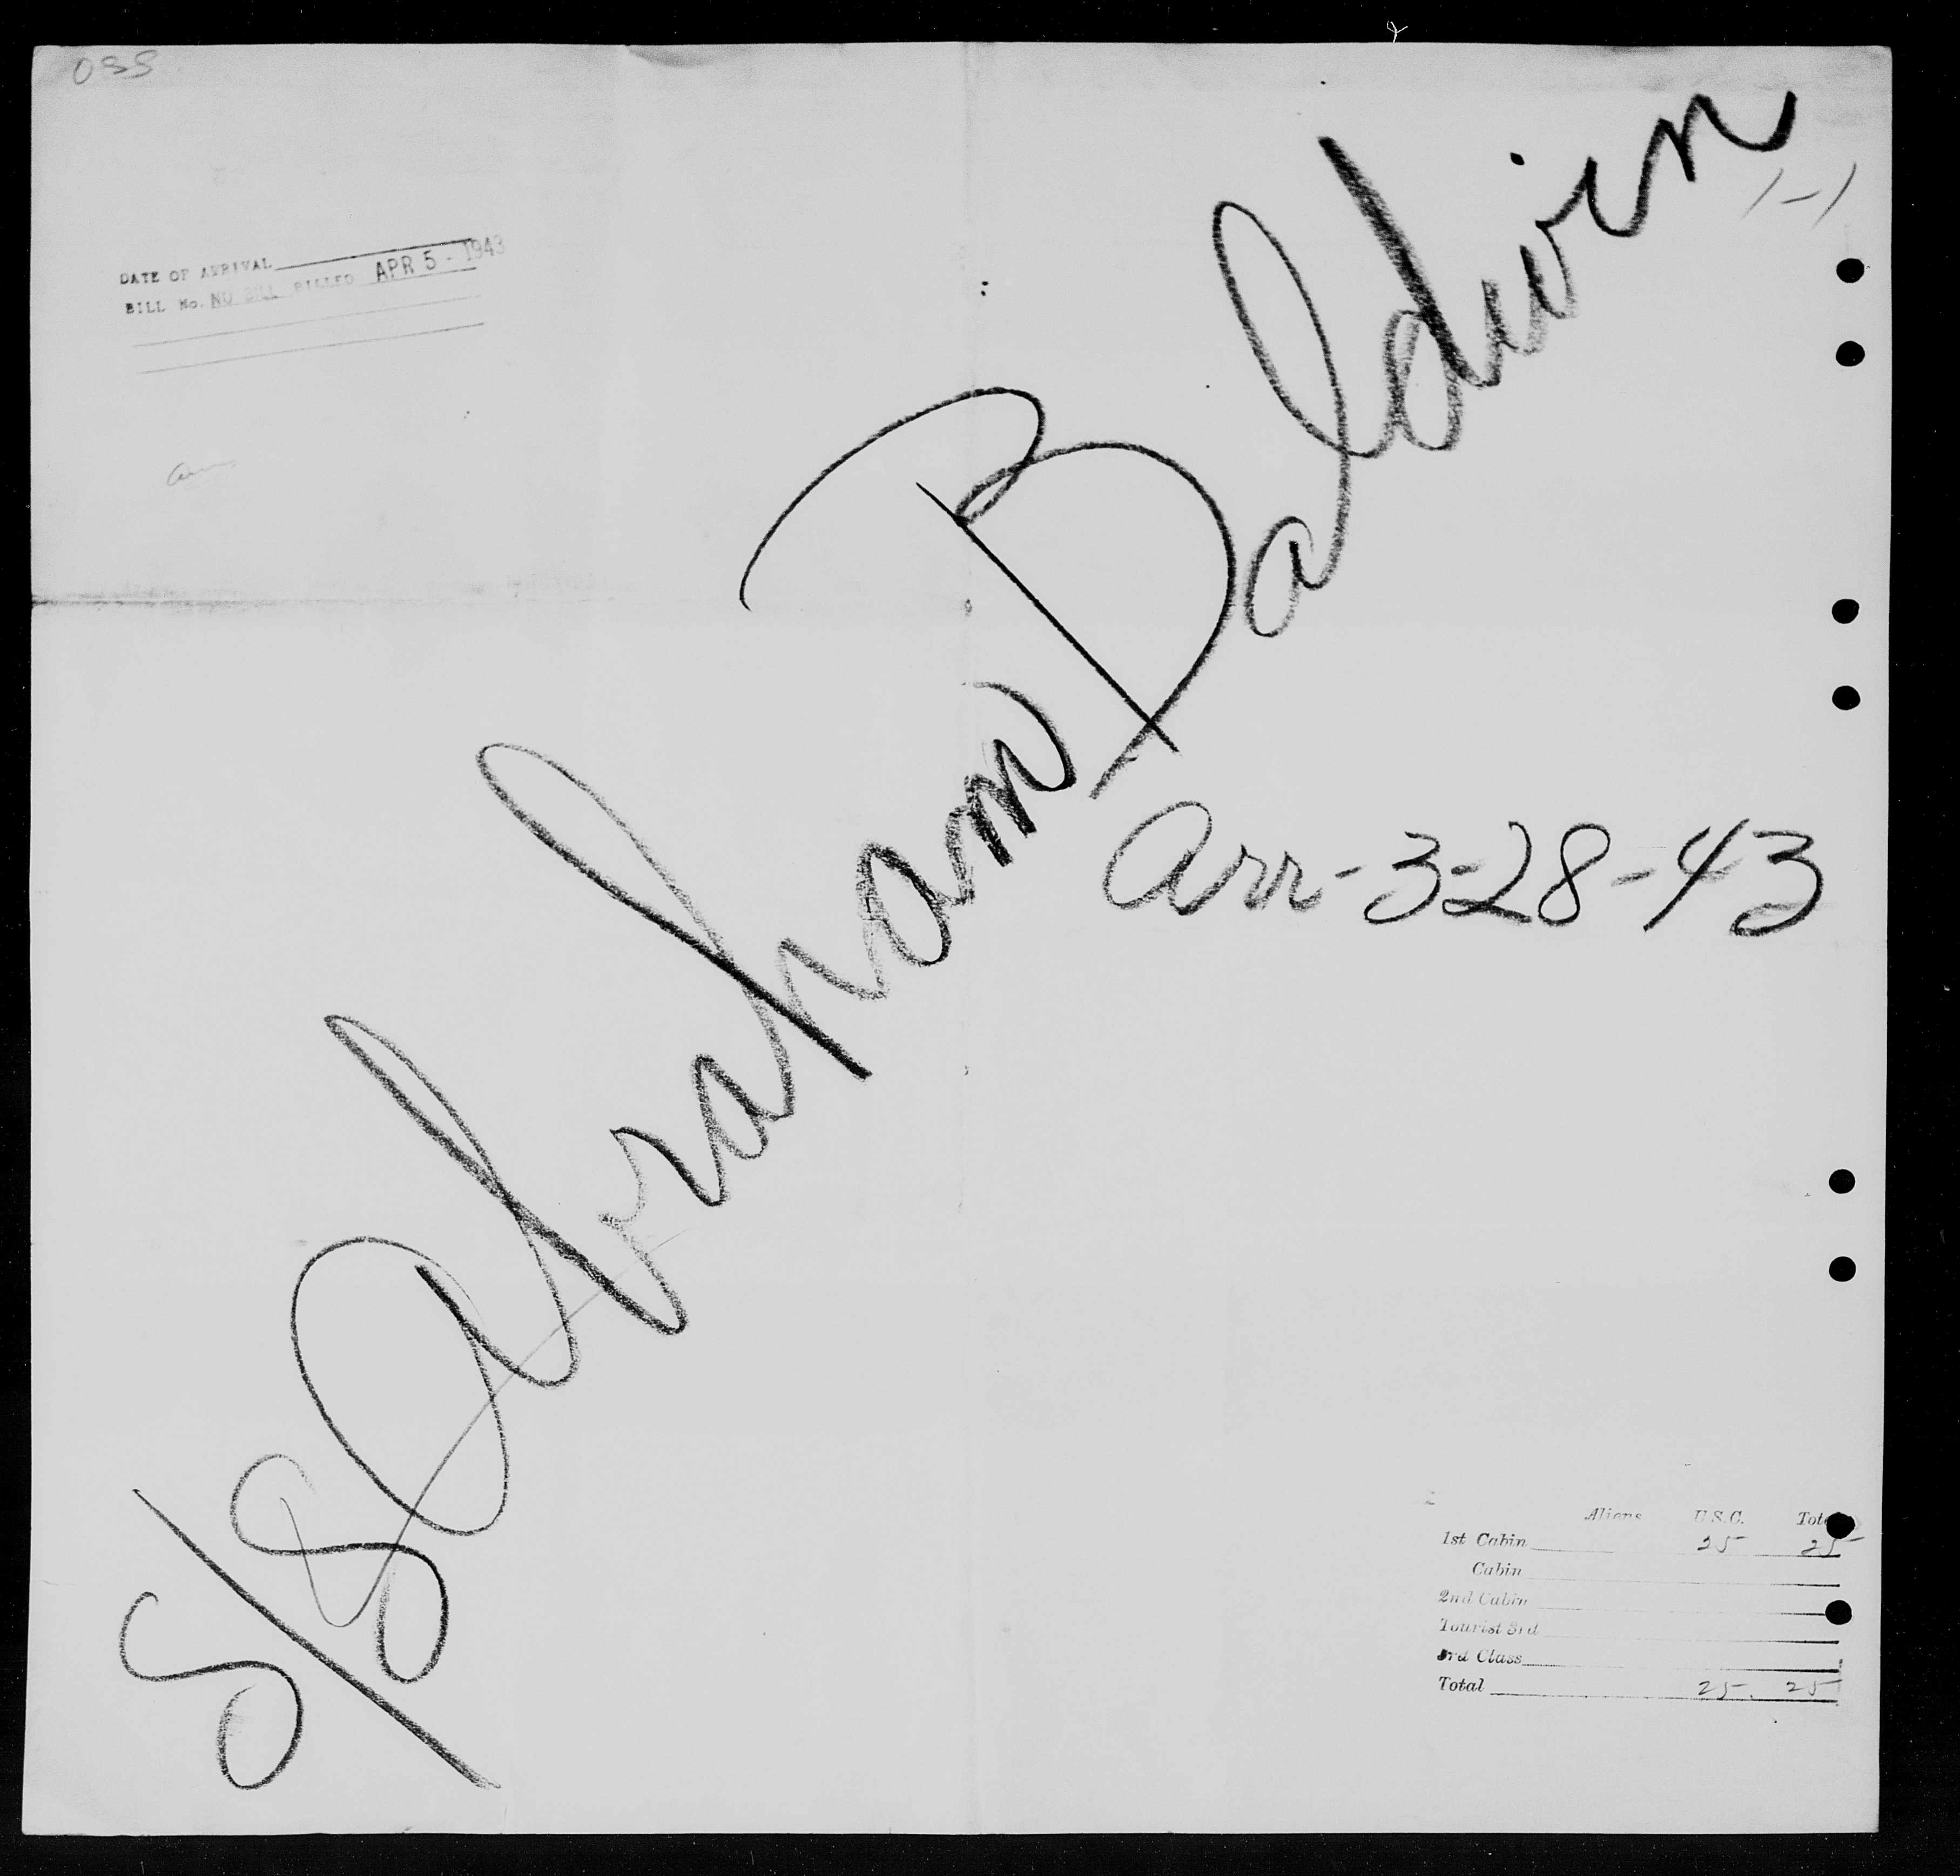 OSS
S/S Abraham Baldwin
1-1
DATE OF ARRIVAL
BILL No. NO BILL BILLED APR 5 - 1943
Arr-3-28-43
Aliens U.S.C. Total
1st Cabin 25 25
Cabin
2nd Cabin
Tourist 3rd
3rd Class
Total 25. 25